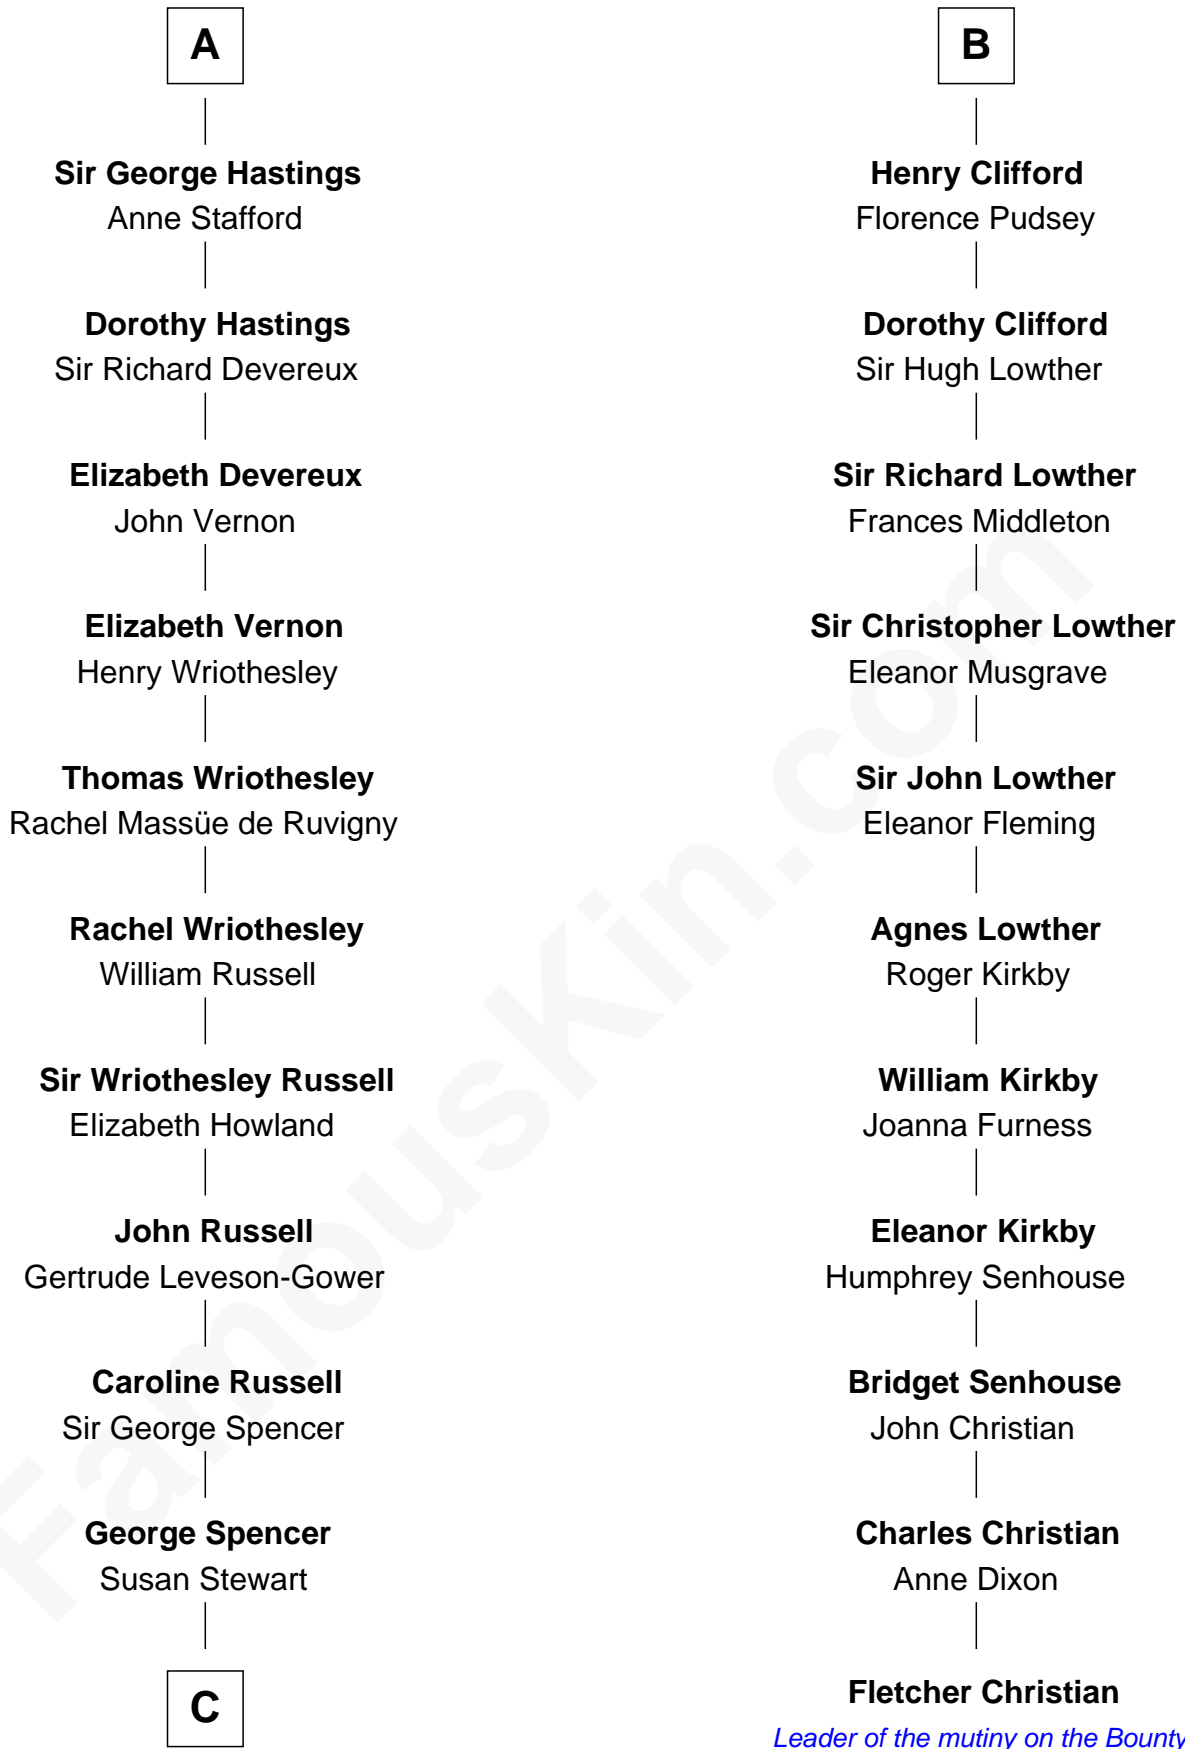 A
Sir George Hastings
Anne Stafford
Dorothy Hastings
Sir Richard Devereux
Elizabeth Devereux
John Vernon
Elizabeth Vernon
Henry Wriothesley
Thomas Wriothesley
Rachel Massüe de Ruvigny
Rachel Wriothesley
William Russell
Sir Wriothesley Russell
Elizabeth Howland
John Russell
Gertrude Leveson-Gower
Caroline Russell
Sir George Spencer
George Spencer
Susan Stewart
C
B
Henry Clifford
Florence Pudsey
Dorothy Clifford
Sir Hugh Lowther
Sir Richard Lowther
Frances Middleton
Sir Christopher Lowther
Eleanor Musgrave
Sir John Lowther
Eleanor Fleming
Agnes Lowther
Roger Kirkby
William Kirkby
Joanna Furness
Eleanor Kirkby
Humphrey Senhouse
Bridget Senhouse
John Christian
Charles Christian
Anne Dixon
Fletcher Christian
Leader of the mutiny on the Bounty
FamousKin.com